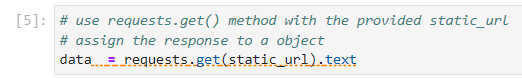 [5]: # use requests.get() method with the provided static_url
# assign the response to a object
data  = requests.get(static_url).text